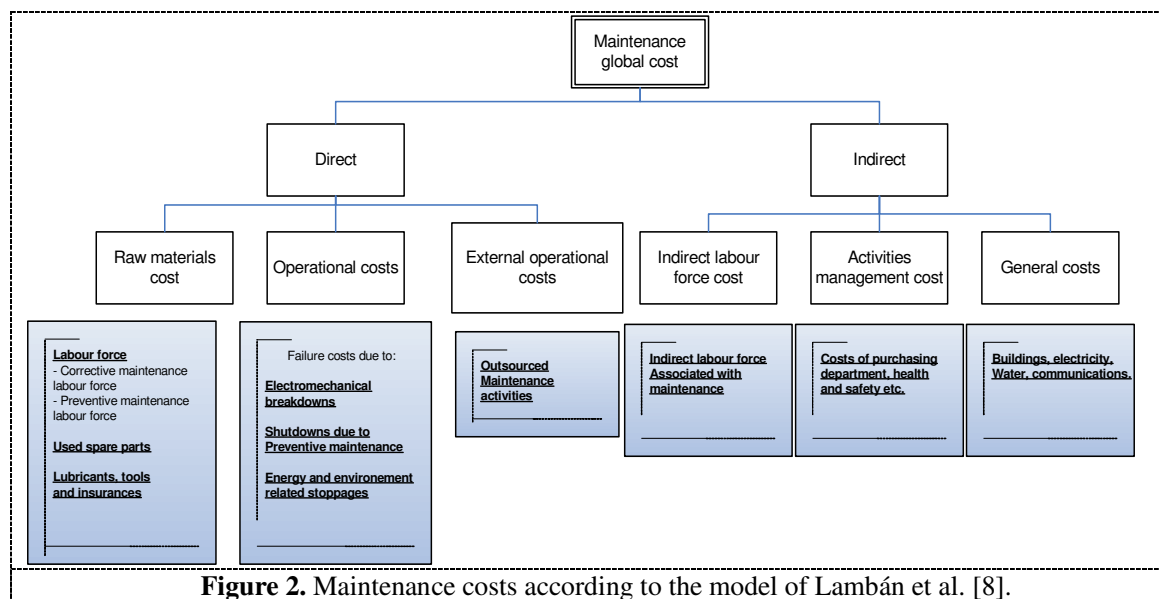 Maintenance
global cost
Direct
Indirect
Raw materials
cost
Operational costs
External operational
costs
Indirect labour
force cost
Activities
management cost
General costs
Labour force
- Corrective maintenance
labour force
- Preventive maintenance
labour force
Used spare parts
Lubricants, tools
and insurances
Failure costs due to:
Electromechanical
breakdowns
Shutdowns due to
Preventive maintenance
Energy and environement
related stoppages
Outsourced
Maintenance
activities
Indirect labour force
Associated with
maintenance
Costs of purchasing
department, health
and safety etc.
Buildings, electricity,
Water, communications.
Figure 2. Maintenance costs according to the model of Lambán et al. [8].